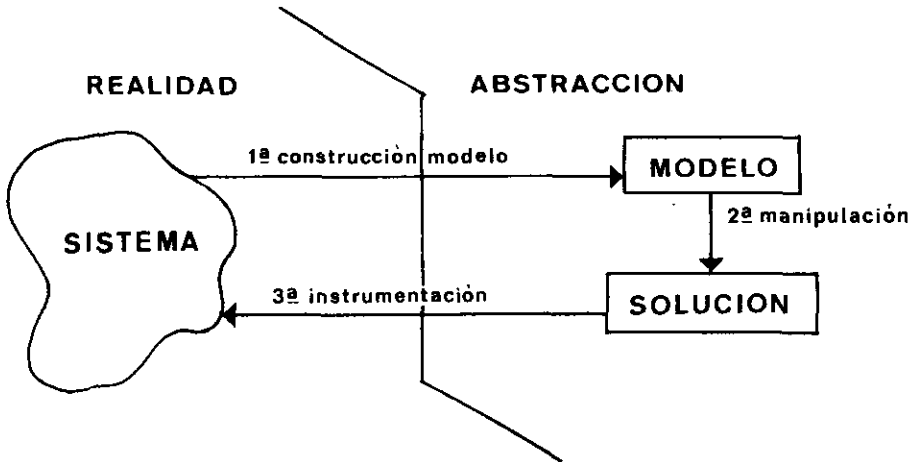 REALIDAD
ABSTRACCION
1ª construcción modelo
MODELO
2ª manipulación
SISTEMA
3ª instrumentación
SOLUCION